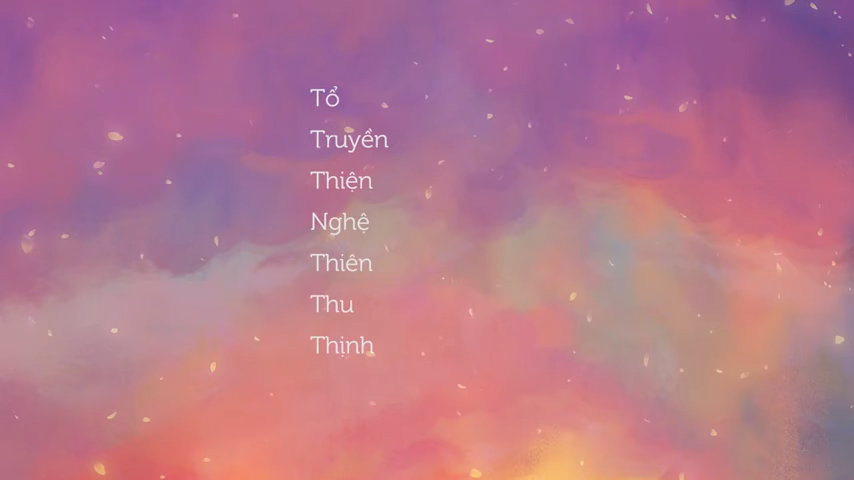 Tổ
Truyền
Thiện
Nghệ
Thiên
Thu
Thịnh